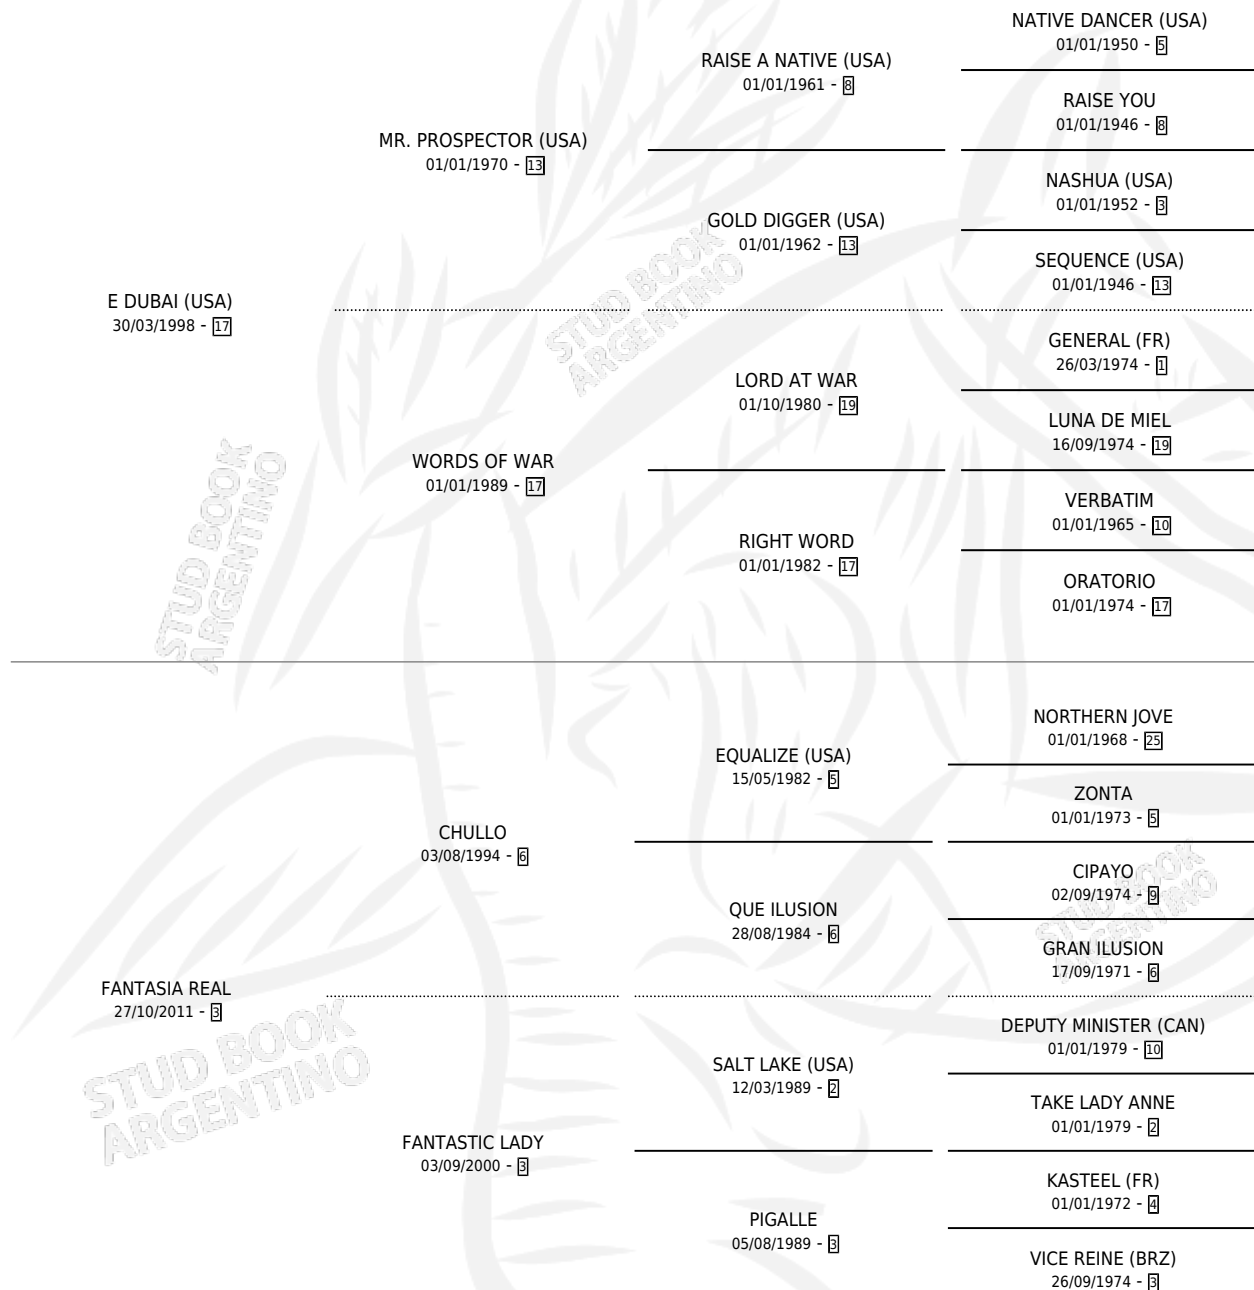 NATIVE DANCER (USA)
01/01/1950 - 5
RAISE A NATIVE (USA)
01/01/1961 - 8
RAISE YOU
01/01/1946 - 8
MR. PROSPECTOR (USA)
01/01/1970 - 13
NASHUA (USA)
01/01/1952 - 3
GOLD DIGGER (USA)
01/01/1962 - 13
SEQUENCE (USA)
01/01/1946 - 13
E DUBAI (USA)
30/03/1998 - 17
GENERAL (FR)
26/03/1974 - 1
LORD AT WAR
01/10/1980 - 19
LUNA DE MIEL
16/09/1974 - 19
WORDS OF WAR
01/01/1989 - 17
VERBATIM
01/01/1965 - 10
RIGHT WORD
01/01/1982 - 17
ORATORIO
01/01/1974 - 17
NORTHERN JOVE
01/01/1968 - 25
EQUALIZE (USA)
15/05/1982 - 5
ZONTA
01/01/1973 - 5
CHULLO
03/08/1994 - 6
CIPAYO
02/09/1974 - 9
QUE ILUSION
28/08/1984 - 6
GRAN ILUSION
17/09/1971 - 6
FANTASIA REAL
27/10/2011 - 3
DEPUTY MINISTER (CAN)
01/01/1979 - 10
SALT LAKE (USA)
12/03/1989 - 2
TAKE LADY ANNE
01/01/1979 - 2
FANTASTIC LADY
03/09/2000 - 3
KASTEEL (FR)
01/01/1972 - 4
PIGALLE
05/08/1989 - 3
VICE REINE (BRZ)
26/09/1974 - 3
STUD BOOK
ARGENTINO
STUD BOOK
ARGENTINO
STUD BOOK
ARGENTINO
STUD BOOK
ARGENTINO